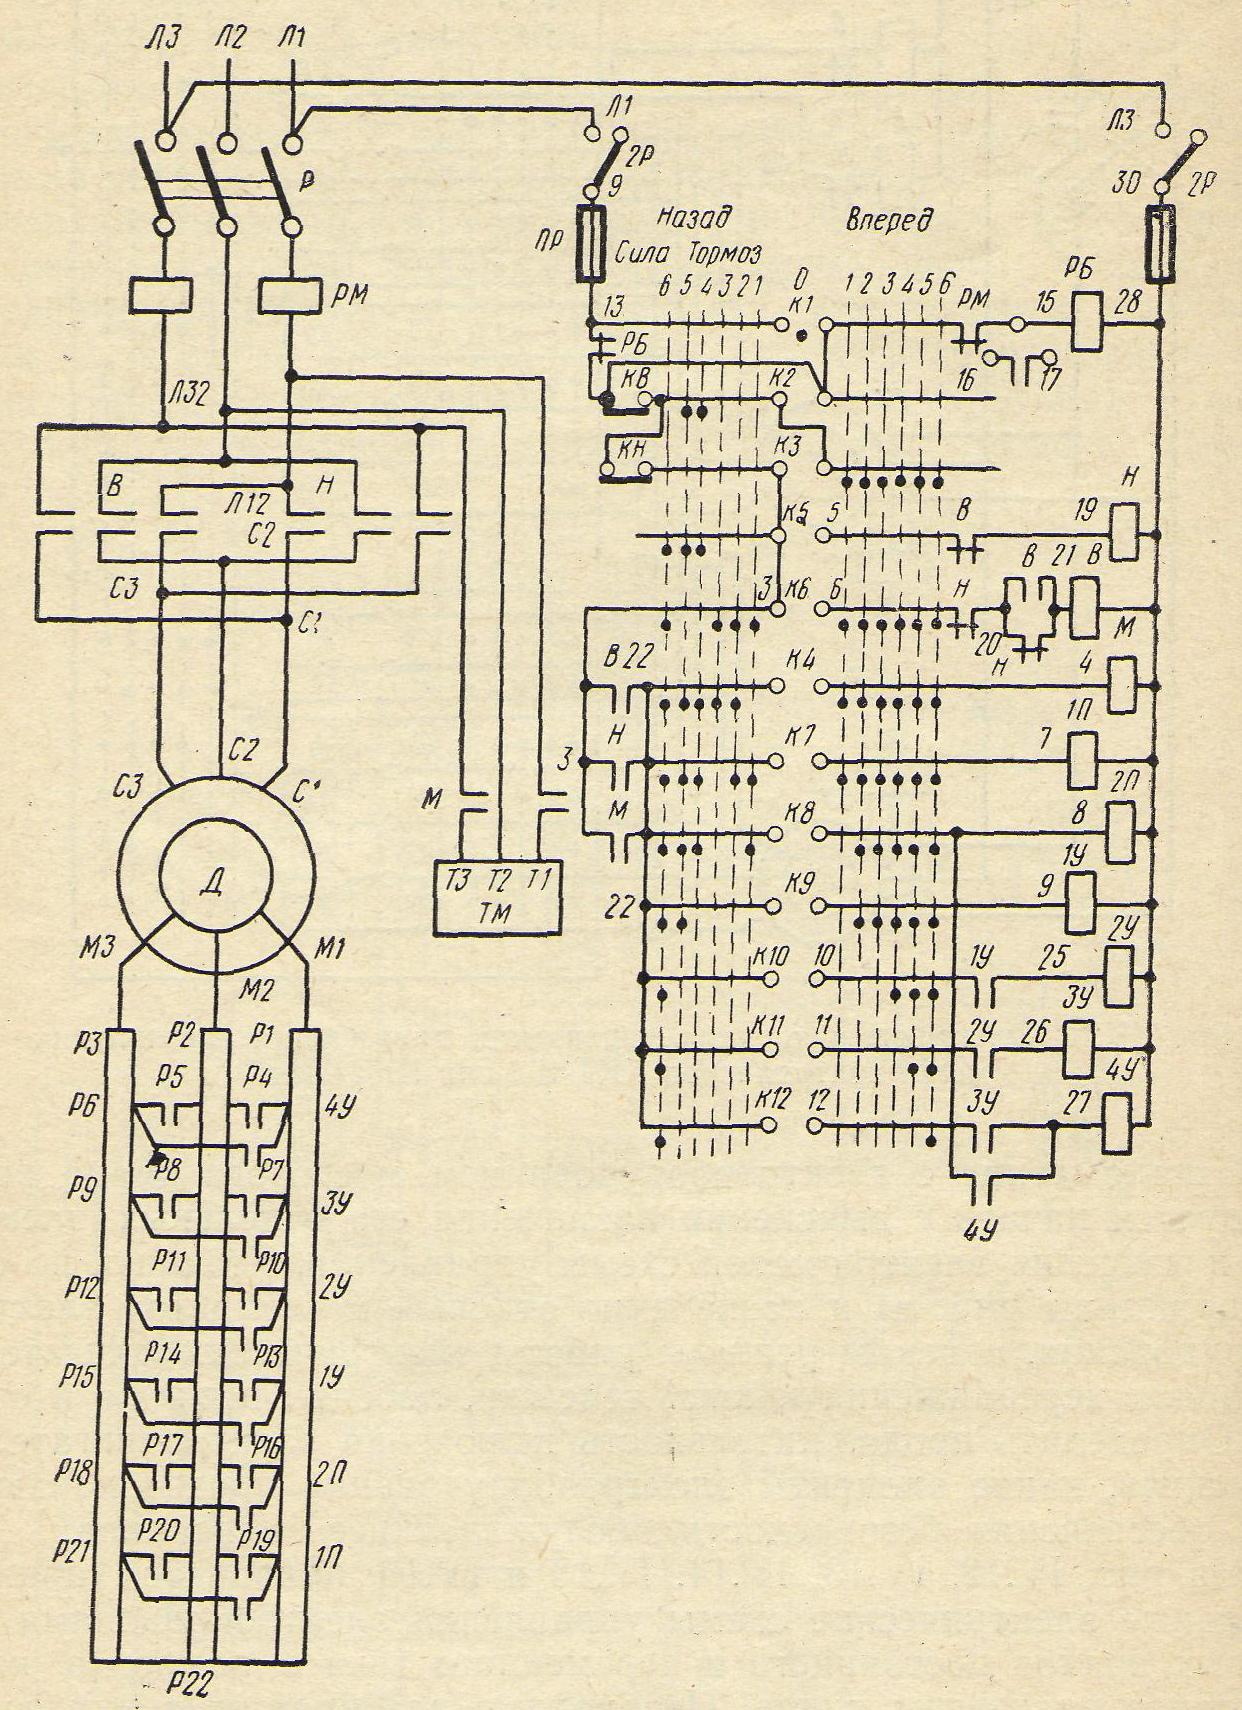 Л3 Л2 Л1
Л1
Л3
2Р
Р
9
30 2Р
ПР
Назад Вперед
Сила Тормоз
РМ
6 5 4 3 2 1 0 1 2 3 4 5 6
РБ
13 К1 РМ 15 28
РБ
КВ К2 16 17
Л32
КН К3
В Н
Н
Л12
К5 5 В 19
С2
В 21 В
С3
3 К6 6 Н
С1
20 М
Н
В 22 К4 4
1П
Н К7 7
С2 3
2П
С3 С1
М М К8 8
1У
Т3 Т2 Т1
Д
К9 9
ТМ 22
2У
М3 М1
К10 10 1У 25
М2
3У
Р3 Р2 Р1
К11 11 2У 26
4У
Р5 Р4
Р6 4У
К12 12 3У 27
Р8 Р7
Р9 3У
4У
Р11 Р10
Р12 2У
Р14 Р13
Р15 1У
Р17 Р16
Р18 2П
Р20 Р19
Р21 1П
Р22